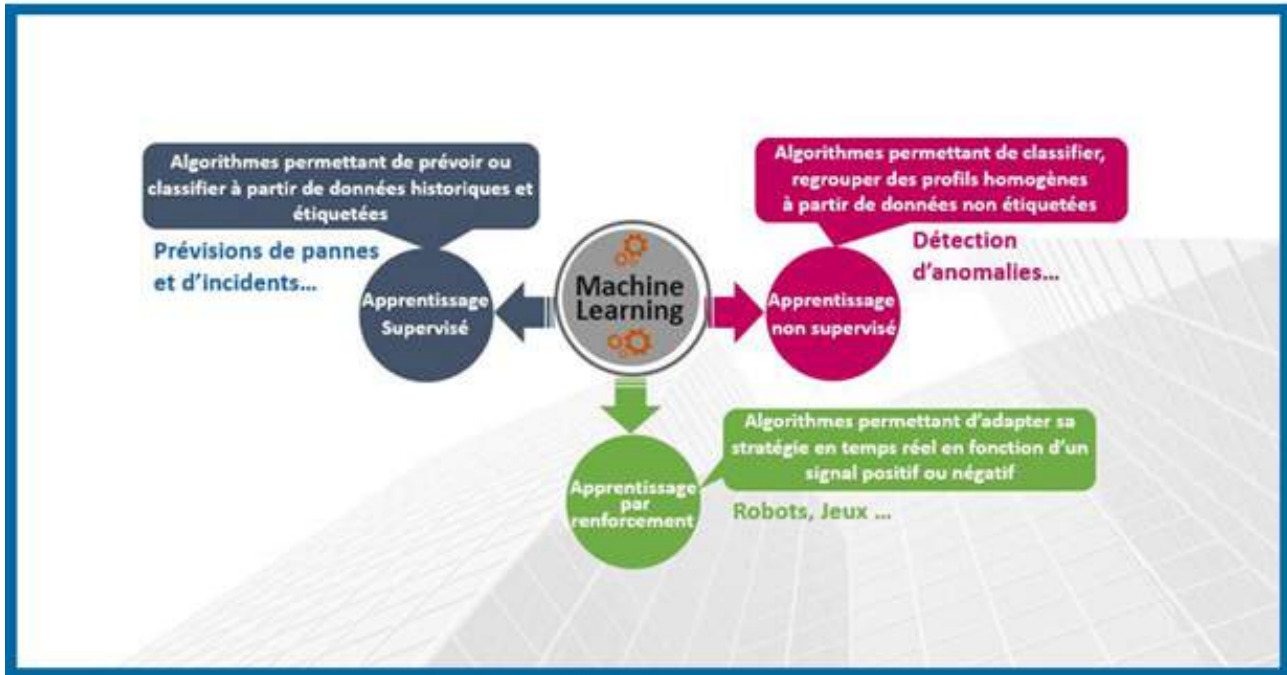 Algorithmes permettant de prévoir ou
classifier à partir de données historiques et
étiquetées
Prévisions de pannes
et d'incidents...
Apprentissage
Supervisé
Machine
Learning
Algorithmes permettant de classifier,
regrouper des profils homogènes
à partir de données non étiquetées
Détection
d'anomalies...
Apprentissage
non supervisé
Algorithmes permettant d'adapter sa
stratégie en temps réel en fonction d'un
signal positif ou négatif
Robots, Jeux ...
Apprentissage
par
renforcement